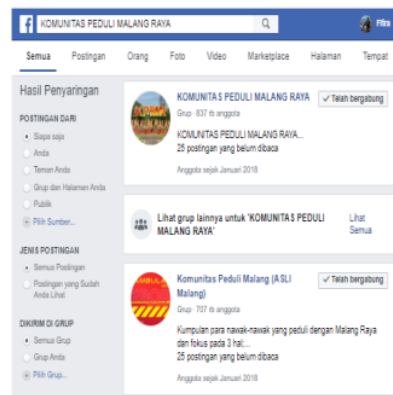 KOMUNITAS PEDULI MALANG RAYA
Fitra
Semua Postingan Orang Foto Video Marketplace Halaman Tempat
Hasil Penyaringan
POSTINGAN DARI
Siapa saja
Anda
Teman Anda
Grup dan Halaman Anda
Publik
Pilih Sumber...
JENIS POSTINGAN
Semua Postingan
Postingan yang Sudah
Anda Lihat
DIKIRIM DI GRUP
Semua Grup
Grup Anda
Pilih Grup...
KOMUNITAS PEDULI MALANG RAYA
Telah bergabung
Grup · 837 rb anggota
KOMUNITAS PEDULI MALANG RAYA...
25 postingan yang belum dibaca
Anggota sejak Januari 2018
Lihat grup lainnya untuk 'KOMUNITAS PEDULI
MALANG RAYA'
Lihat
Semua
Komunitas Peduli Malang (ASLI
Malang)
Telah bergabung
Grup · 707 rb anggota
Kumpulan para nawak-nawak yang peduli dengan Malang Raya
dan fokus pada 3 hal;...
25 postingan yang belum dibaca
Anggota sejak Januari 2018